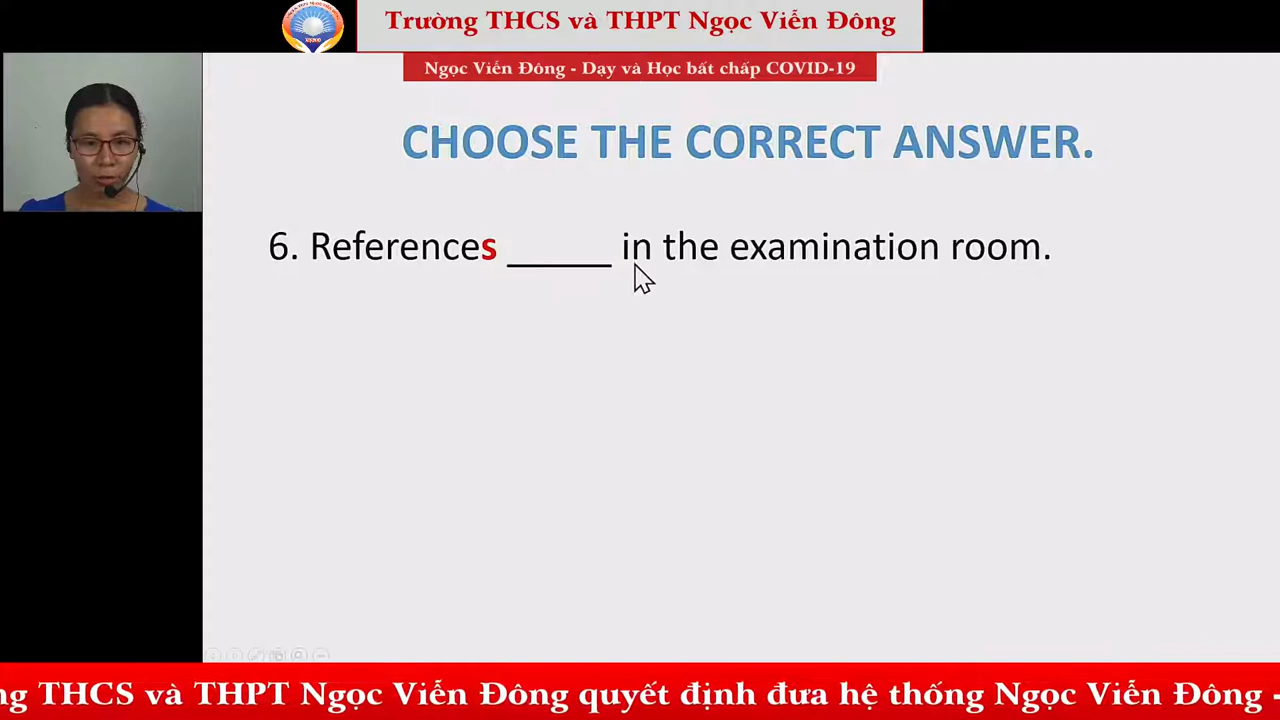 Trường THCS và THPT Ngọc Viễn Đông
Ngọc Viễn Đông - Dạy và Học bất chấp COVID-19
CHOOSE THE CORRECT ANSWER.
6. References ______ in the examination room.
THCS và THPT Ngọc Viễn Đông quyết định đưa hệ thống Ngọc Viễn Đông -